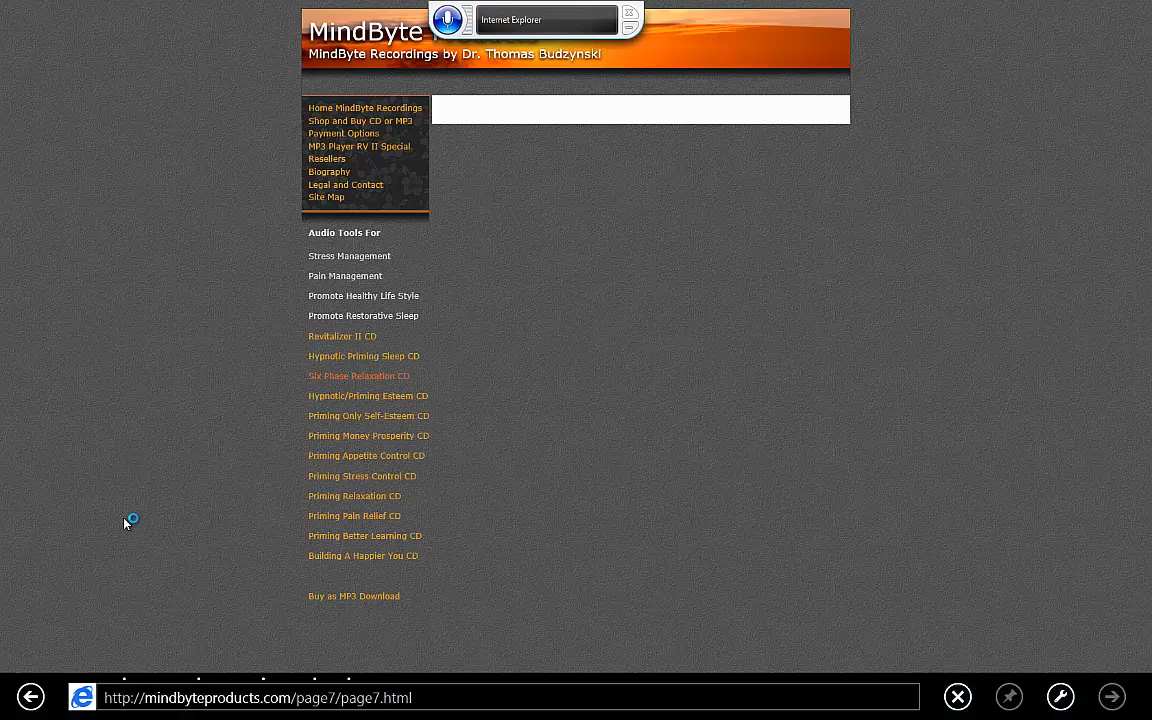 Internet Explorer
MindByte
MindByte Recordings by Dr. Thomas Budzynski
Home MindByte Recordings
Shop and Buy CD or MP3
Payment Options
MP3 Player RV II Special
Resellers
Biography
Legal and Contact
Site Map
Audio Tools For
Stress Management
Pain Management
Promote Healthy Life Style
Promote Restorative Sleep
Revitalizer II CD
Hypnotic Priming Sleep CD
Six Phase Relaxation CD
Hypnotic/Priming Esteem CD
Priming Only Self-Esteem CD
Priming Money Prosperity CD
Priming Appetite Control CD
Priming Stress Control CD
Priming Relaxation CD
Priming Pain Relief CD
Priming Better Learning CD
Building A Happier You CD
Buy as MP3 Download
http://mindbyteproducts.com/page7/page7.html